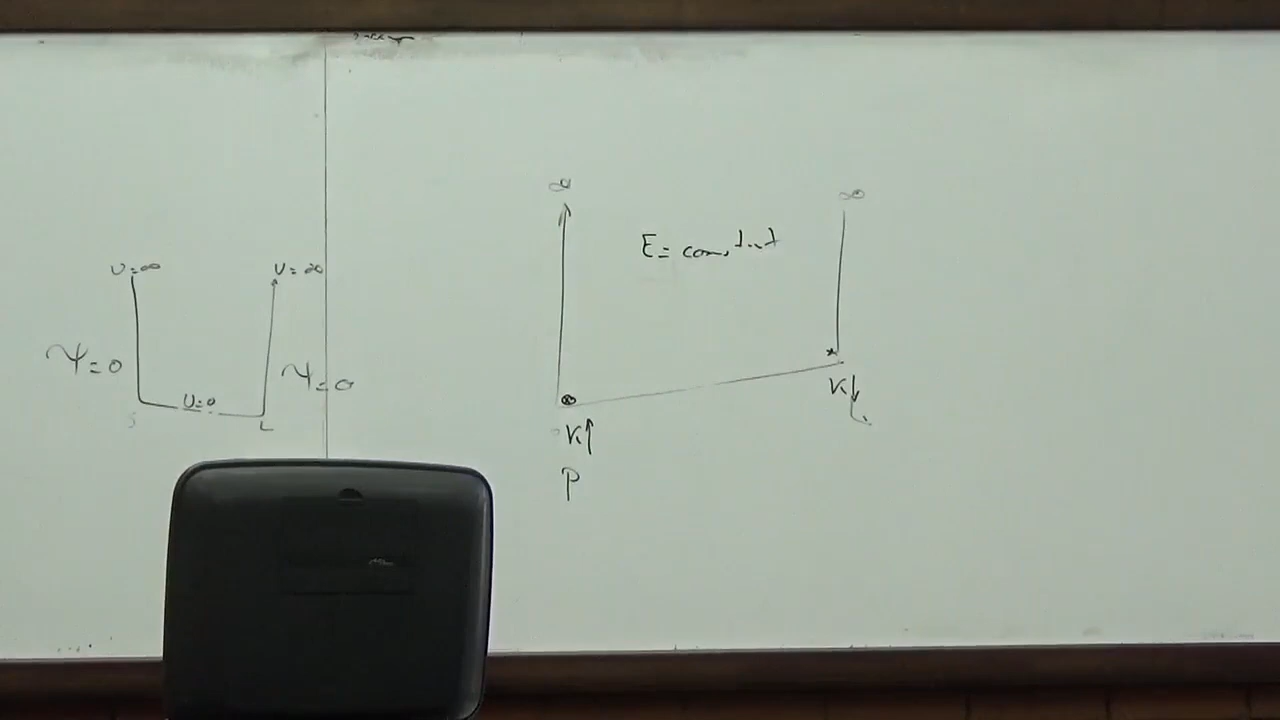 U=∞
U=∞
ψ=0
ψ=0
U=0
L
∞
∞
E= constant
K↑
K↓
P